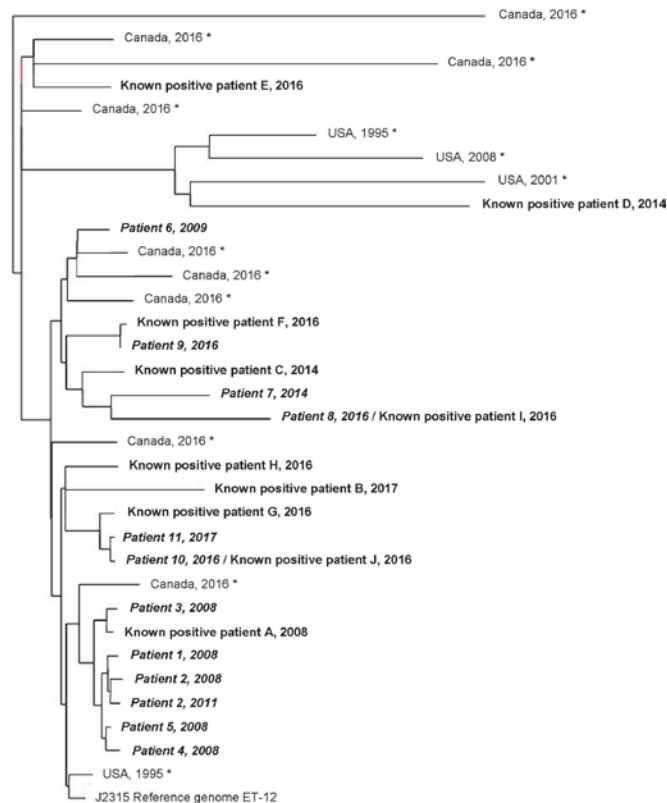 Canada, 2016 *
Canada, 2016 *
Canada, 2016 *
Known positive patient E, 2016
Canada, 2016 *
USA, 1995 *
USA, 2008 *
USA, 2001 *
Known positive patient D, 2014
Patient 6, 2009
Canada, 2016 *
Canada, 2016 *
Canada, 2016 *
Known positive patient F, 2016
Patient 9, 2016
Known positive patient C, 2014
Patient 7, 2014
Patient 8, 2016 / Known positive patient I, 2016
Canada, 2016 *
Known positive patient H, 2016
Known positive patient B, 2017
Known positive patient G, 2016
Patient 11, 2017
Patient 10, 2016 / Known positive patient J, 2016
Canada, 2016 *
Patient 3, 2008
Known positive patient A, 2008
Patient 1, 2008
Patient 2, 2008
Patient 2, 2011
Patient 5, 2008
Patient 4, 2008
USA, 1995 *
J2315 Reference genome ET-12